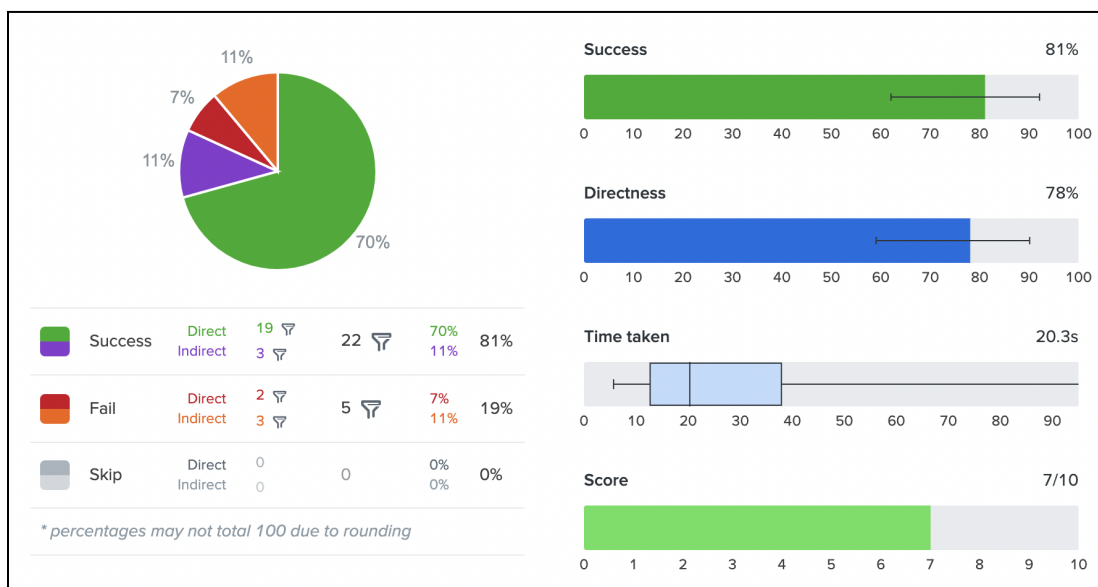 11%
7%
11%
70%
Success Direct 19 22 70% 81%
Indirect 3 11%
Fail Direct 2 5 7% 19%
Indirect 3 11%
Skip Direct 0 0 0% 0%
Indirect 0 0%
* percentages may not total 100 due to rounding
Success 81%
0 10 20 30 40 50 60 70 80 90 100
Directness 78%
0 10 20 30 40 50 60 70 80 90 100
Time taken 20.3s
0 10 20 30 40 50 60 70 80 90
Score 7/10
0 1 2 3 4 5 6 7 8 9 10